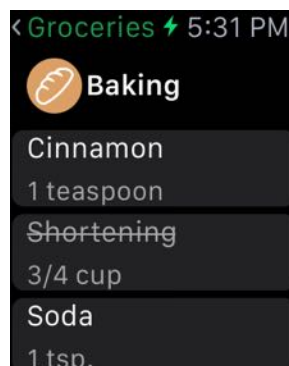 < Groceries 5:31 PM
Baking
Cinnamon
1 teaspoon
Shortening
3/4 cup
Soda
1 tsp.